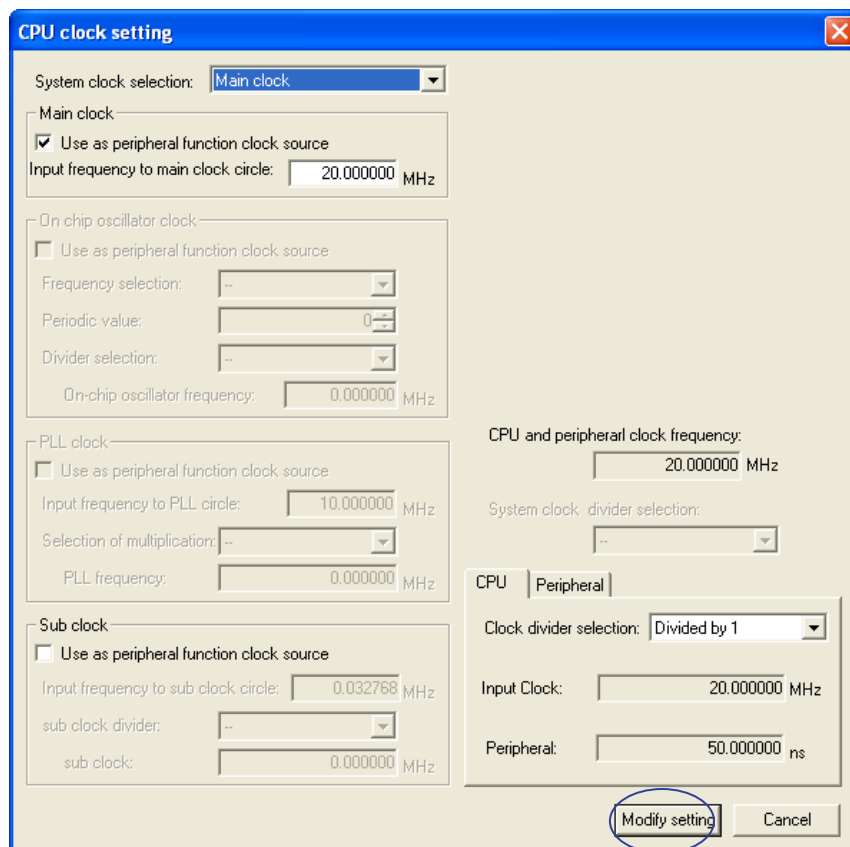 CPU clock setting
System clock selection: Main clock
Main clock
Use as peripheral function clock source
Input frequency to main clock circle: 20.000000 MHz
On chip oscillator clock
Use as peripheral function clock source
Frequency selection: --
Periodic value: 0
Divider selection: --
On-chip oscillator frequency: 0.000000 MHz
PLL clock
Use as peripheral function clock source
Input frequency to PLL circle: 10.000000 MHz
Selection of multiplication: --
PLL frequency: 0.000000 MHz
Sub clock
Use as peripheral function clock source
Input frequency to sub clock circle: 0.032768 MHz
sub clock divider: --
sub clock: 0.000000 MHz
CPU and peripherarl clock frequency:
20.000000 MHz
System clock divider selection:
--
CPU Peripheral
Clock divider selection: Divided by 1
Input Clock: 20.000000 MHz
Peripheral: 50.000000 ns
Modify setting Cancel